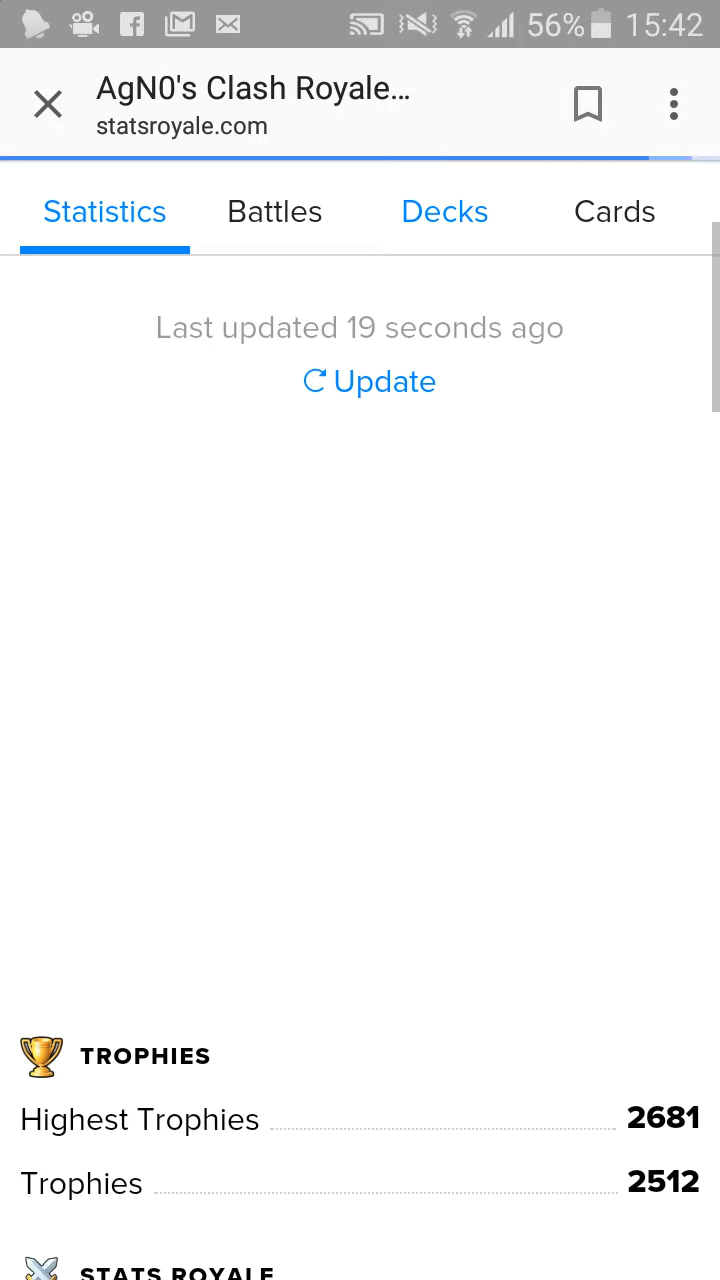 56% 15:42
AgN0's Clash Royale...
statsroyale.com
Statistics Battles Decks Cards
Last updated 19 seconds ago
Update
TROPHIES
Highest Trophies 2681
Trophies 2512
STATS ROYALE